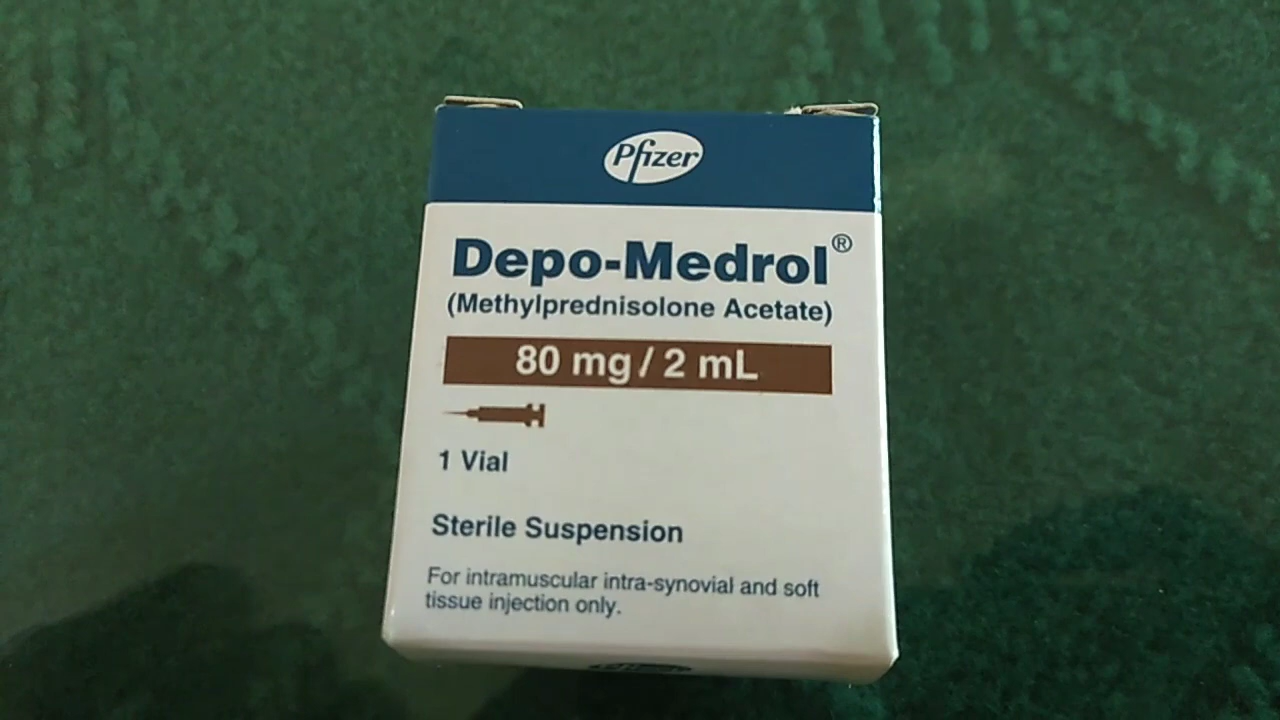 Pfizer
Depo-Medrol®
(Methylprednisolone Acetate)
80 mg / 2 mL
1 Vial
Sterile Suspension
For intramuscular intra-synovial and soft
tissue injection only.